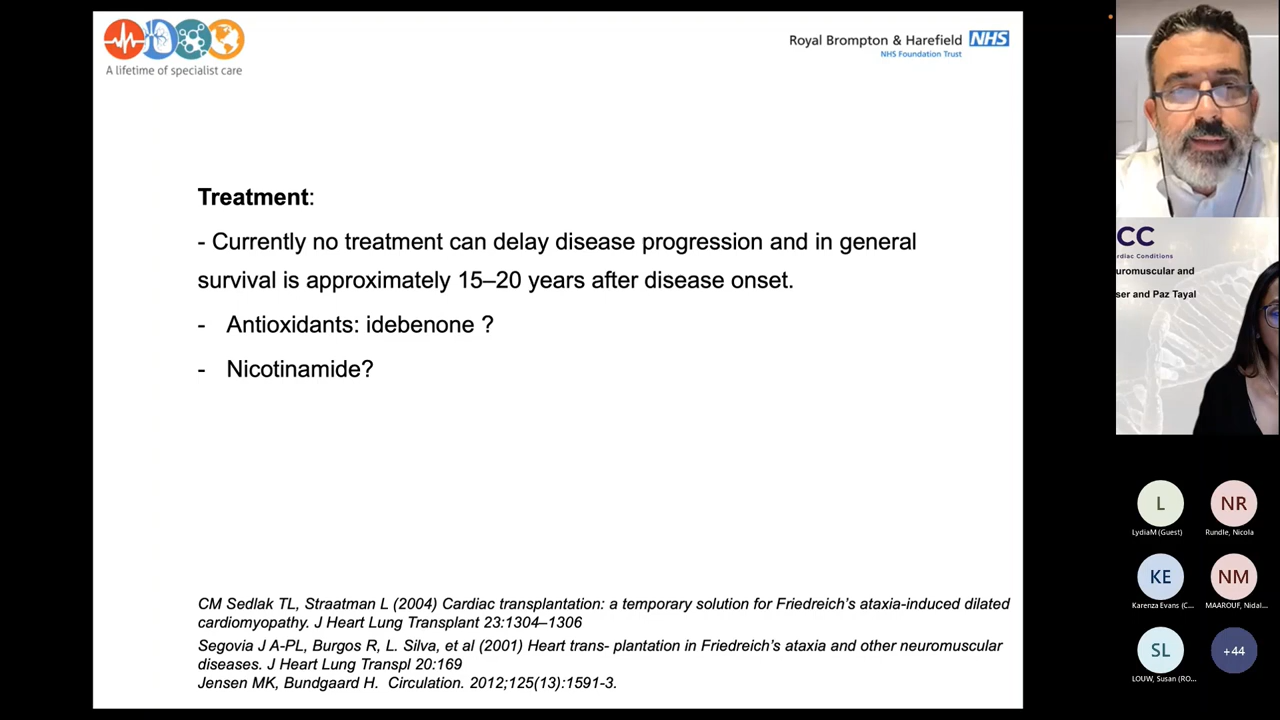 A lifetime of specialist care
Royal Brompton & Harefield NHS
NHS Foundation Trust
Treatment:
- Currently no treatment can delay disease progression and in general
survival is approximately 15–20 years after disease onset.
- Antioxidants: idebenone ?
- Nicotinamide?
CM Sedlak TL, Straatman L (2004) Cardiac transplantation: a temporary solution for Friedreich's ataxia-induced dilated
cardiomyopathy. J Heart Lung Transplant 23:1304–1306
Segovia J A-PL, Burgos R, L. Silva, et al (2001) Heart trans- plantation in Friedreich's ataxia and other neuromuscular
diseases. J Heart Lung Transpl 20:169
Jensen MK, Bundgaard H. Circulation. 2012;125(13):1591-3.
CC
rdiac Conditions
uromuscular and
ser and Paz Tayal
L
NR
LydiaM (Guest)
Rundle, Nicola
KE
NM
Karenza Evans (C...
MAAROUF, Nidal...
SL
+44
LOUW, Susan (RO...